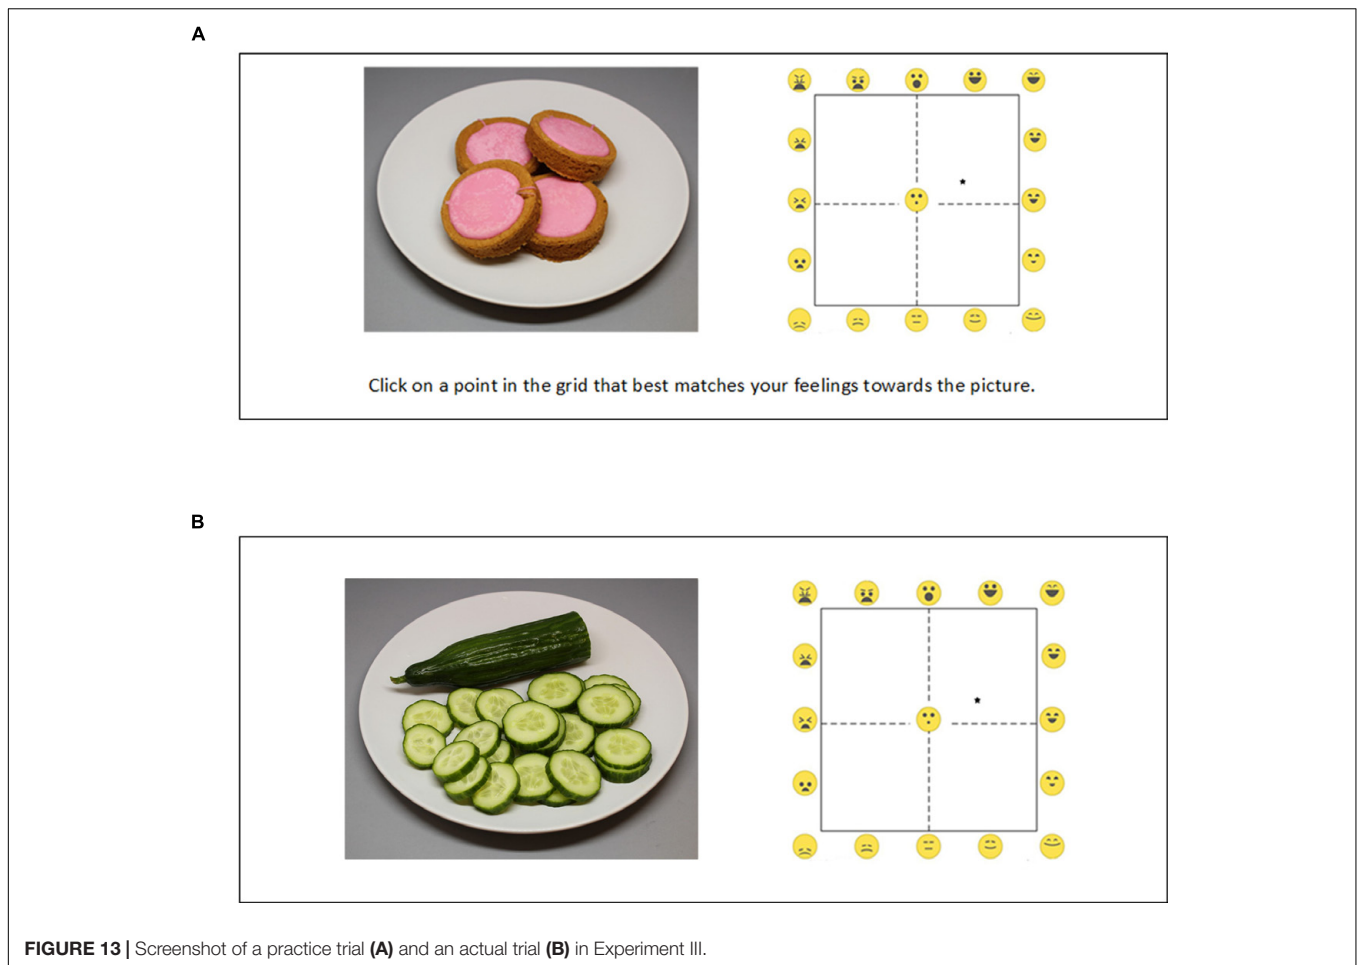 A
Click on a point in the grid that best matches your feelings towards the picture.
B
FIGURE 13 | Screenshot of a practice trial (A) and an actual trial (B) in Experiment III.